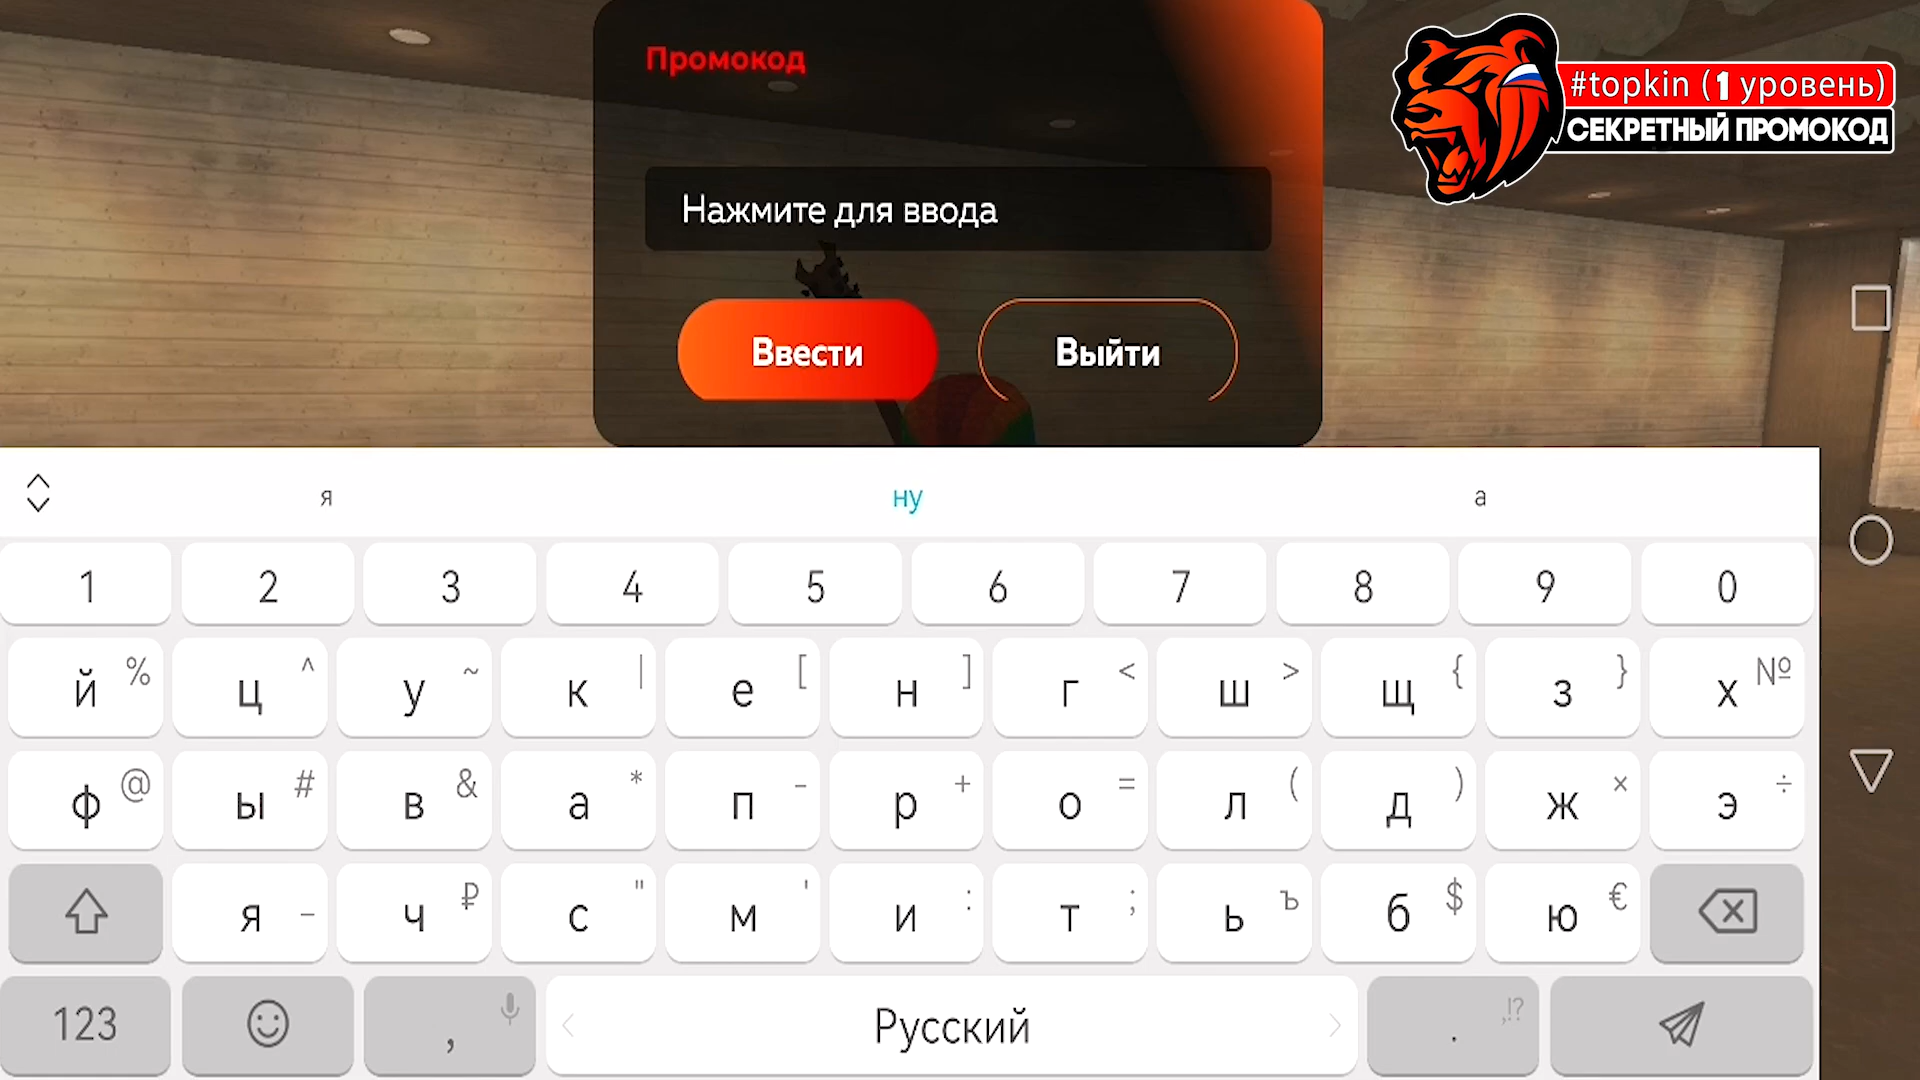 Промокод
#topkin (1 уровень)
СЕКРЕТНЫЙ ПРОМОКОД
Нажмите для ввода
Ввести Выйти
я ну а
1 2 3 4 5 6 7 8 9 0
й % ц ^ у ~ к | е [ н ] г < ш > щ { з } х №
ф @ ы # в & а * п - р + о = л ( д ) ж × э ÷
я _ ч ₽ с " м ' и : т ; ь ъ б $ ю €
123 , Русский . ,!?